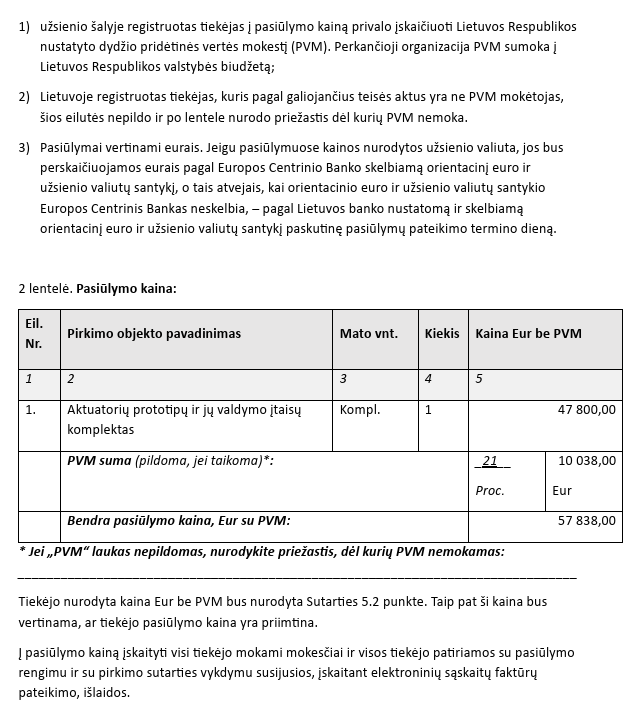 1) užsienio šalyje registruotas tiekėjas į pasiūlymo kainą privalo įskaičiuoti Lietuvos Respublikos
nustatyto dydžio pridėtinės vertės mokestį (PVM). Perkančioji organizacija PVM sumoka į
Lietuvos Respublikos valstybės biudžetą;
2) Lietuvoje registruotas tiekėjas, kuris pagal galiojančius teisės aktus yra ne PVM mokėtojas,
šios eilutės nepildo ir po lentele nurodo priežastis dėl kurių PVM nemoka.
3) Pasiūlymai vertinami eurais. Jeigu pasiūlymuose kainos nurodytos užsienio valiuta, jos bus
perskaičiuojamos eurais pagal Europos Centrinio Banko skelbiamą orientacinį euro ir
užsienio valiutų santykį, o tais atvejais, kai orientacinio euro ir užsienio valiutų santykio
Europos Centrinis Bankas neskelbia, – pagal Lietuvos banko nustatomą ir skelbiamą
orientacinį euro ir užsienio valiutų santykį paskutinę pasiūlymų pateikimo termino dieną.
2 lentelė. Pasiūlymo kaina:
Eil. Nr. Pirkimo objekto pavadinimas Mato vnt. Kiekis Kaina Eur be PVM
1 2 3 4 5
1. Aktuatorių prototipų ir jų valdymo įtaisų Kompl. 1 47 800,00
komplektas
PVM suma (pildoma, jei taikoma)*: _21__ 10 038,00
Proc. Eur
Bendra pasiūlymo kaina, Eur su PVM: 57 838,00
* Jei „PVM“ laukas nepildomas, nurodykite priežastis, dėl kurių PVM nemokamas:
Tiekėjo nurodyta kaina Eur be PVM bus nurodyta Sutarties 5.2 punkte. Taip pat ši kaina bus
vertinama, ar tiekėjo pasiūlymo kaina yra priimtina.
Į pasiūlymo kainą įskaityti visi tiekėjo mokami mokesčiai ir visos tiekėjo patiriamos su pasiūlymo
rengimu ir su pirkimo sutarties vykdymu susijusios, įskaitant elektroninių sąskaitų faktūrų
pateikimo, išlaidos.